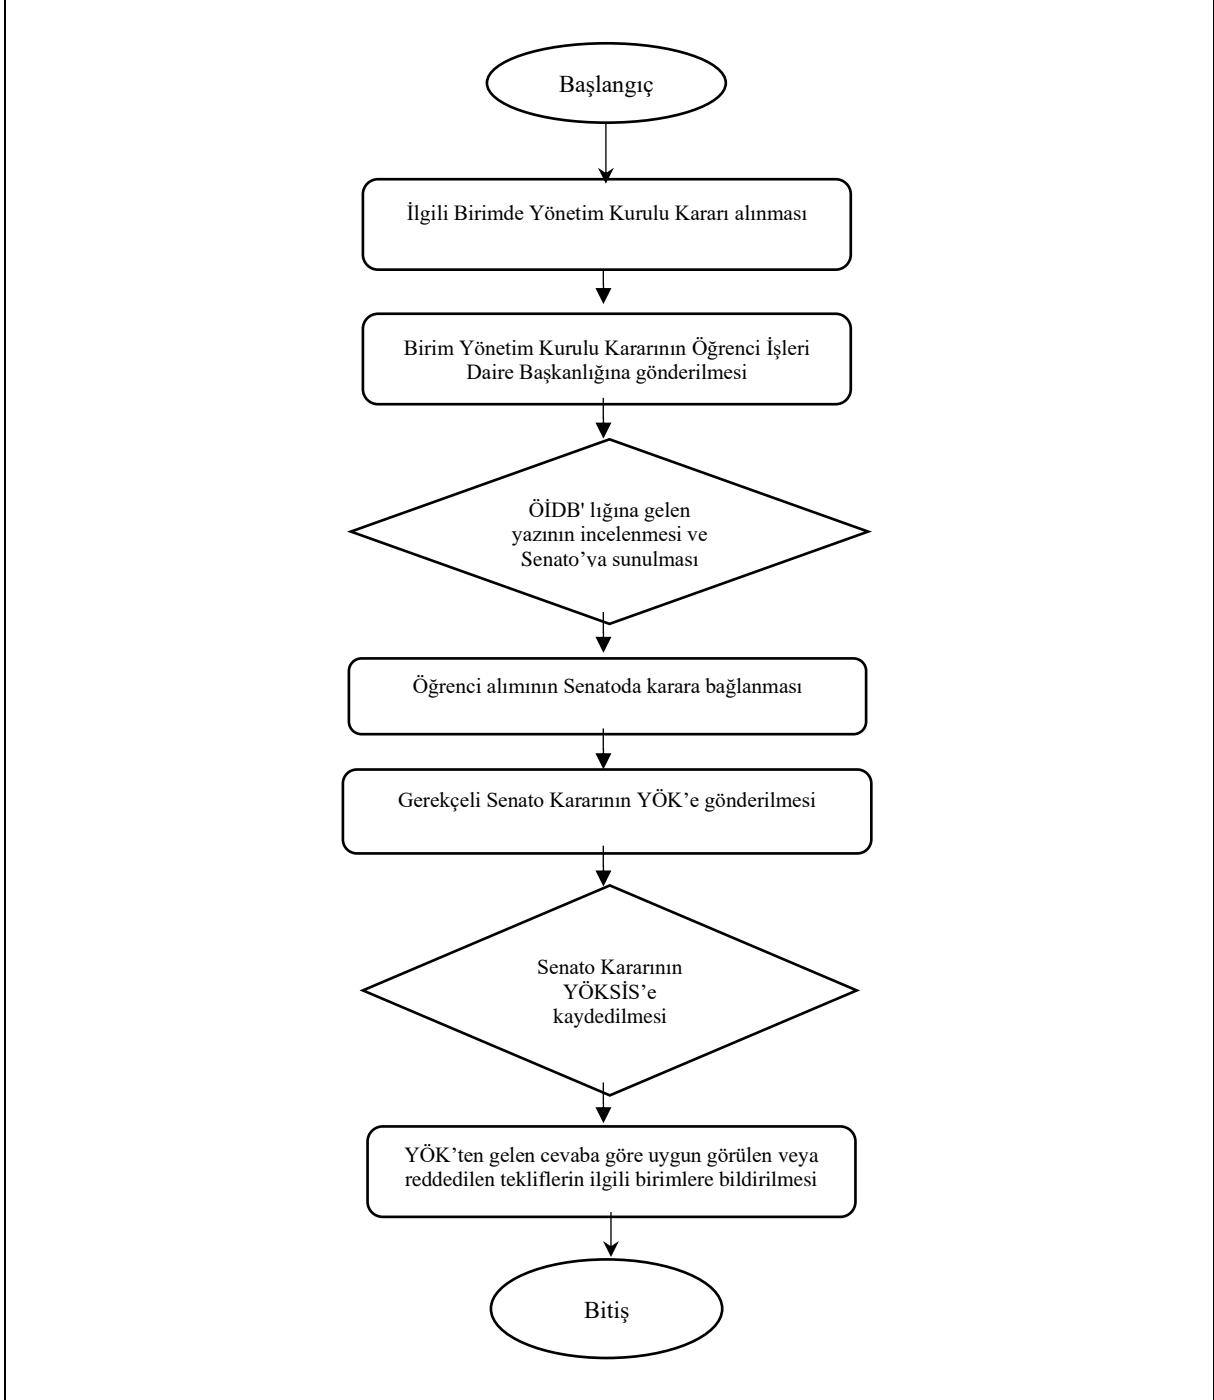 Başlangıç
İlgili Birimde Yönetim Kurulu Kararı alınması
Birim Yönetim Kurulu Kararının Öğrenci İşleri
Daire Başkanlığına gönderilmesi
ÖİDB' lığına gelen
yazının incelenmesi ve
Senato’va sunulması
Öğrenci alımının Senatoda karara bağlanması
Gerekçeli Senato Kararının YÖK’e gönderilmesi
Senato Kararının
YÖKSİS’e
kaydedilmesi
YÖK’ten gelen cevaba göre uygun görülen veya
reddedilen tekliflerin ilgili birimlere bildirilmesi
Bitiş